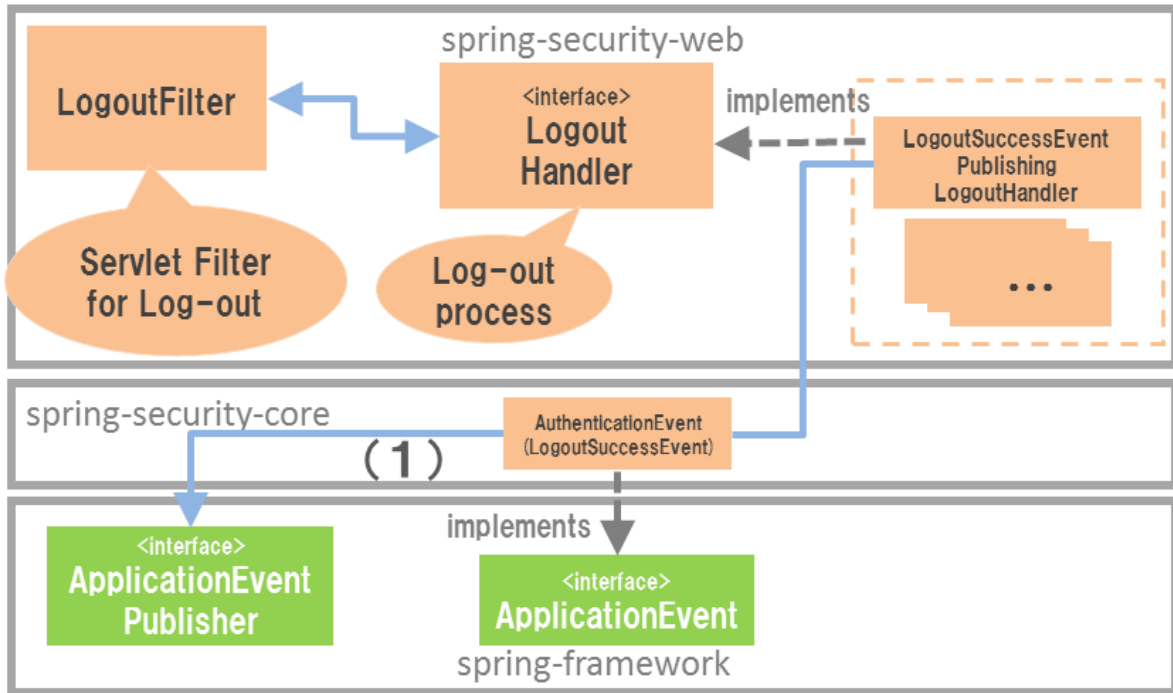 spring-security-web
LogoutFilter
<interface>
Logout
Handler
implements
LogoutSuccessEvent
Publishing
LogoutHandler
Servlet Filter
for Log-out
Log-out
process
...
spring-security-core
(1)
AuthenticationEvent
(LogoutSuccessEvent)
implements
<interface>
ApplicationEvent
Publisher
<interface>
ApplicationEvent
spring-framework